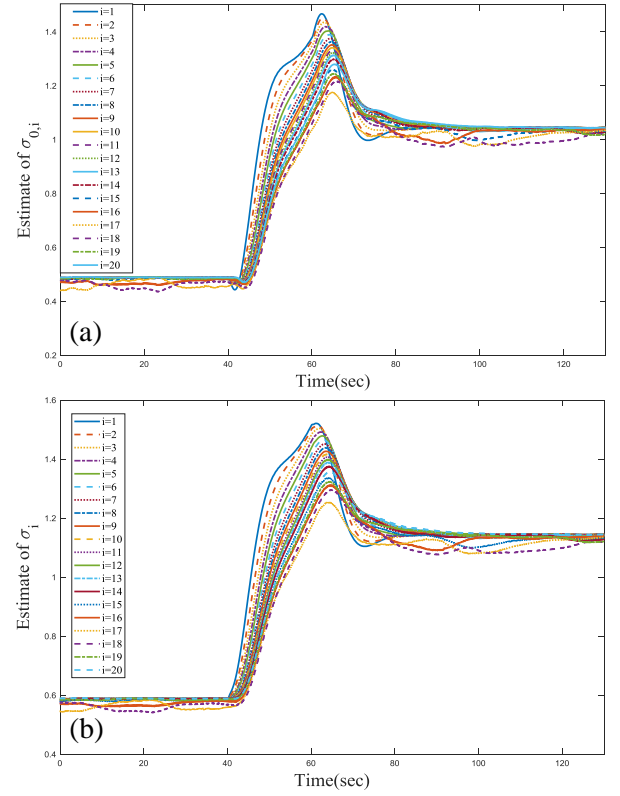 1.4
1.2
1
0.8
0.6
0.4
0.2
Estimate of σ0,i
i=1
i=2
i=3
i=4
i=5
i=6
i=7
i=8
i=9
i=10
i=11
i=12
i=13
i=14
i=15
i=16
i=17
i=18
i=19
i=20
(a)
0 20 40 60 80 100 120
Time(sec)
1.6
1.4
1.2
1
0.8
0.6
0.4
Estimate of σi
i=1
i=2
i=3
i=4
i=5
i=6
i=7
i=8
i=9
i=10
i=11
i=12
i=13
i=14
i=15
i=16
i=17
i=18
i=19
i=20
(b)
0 20 40 60 80 100 120
Time(sec)